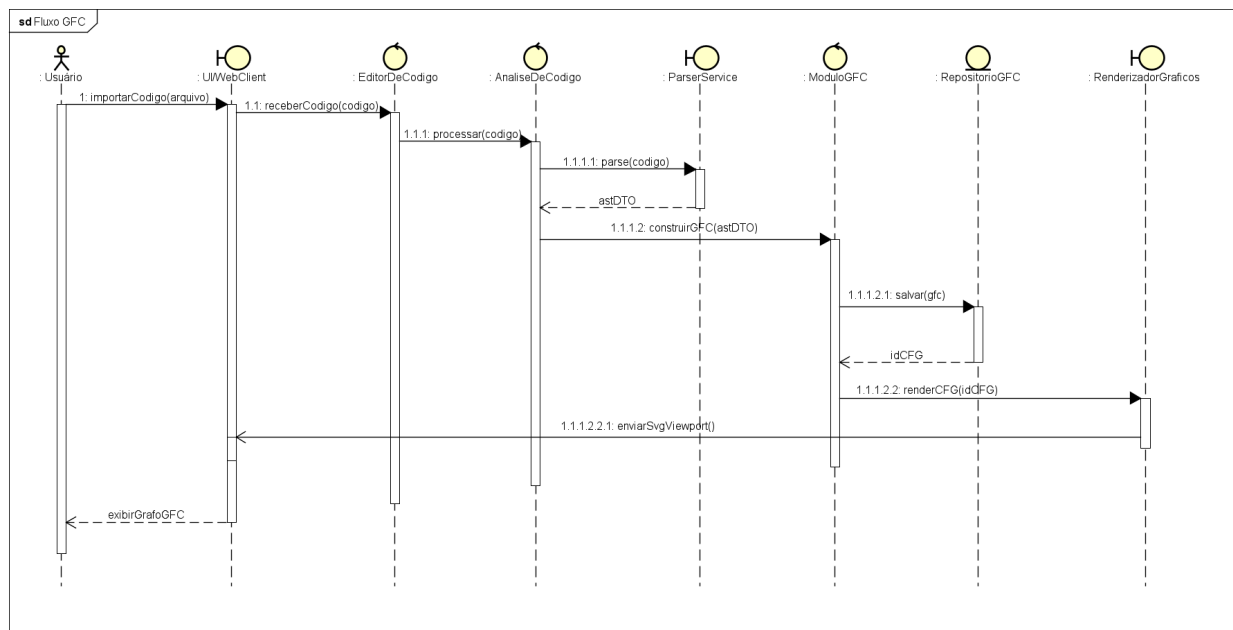 sd Fluxo GFC
: Usuário
: UI/WebClient
: EditorDeCodigo
: AnaliseDeCodigo
: ParserService
: ModuloGFC
: RepositorioGFC
: RenderizadorGraficos
1: importarCodigo(arquivo)
1.1: receberCodigo(codigo)
1.1.1: processar(codigo)
1.1.1.1: parse(codigo)
astDTO
1.1.1.2: construirGFC(astDTO)
1.1.1.2.1: salvar(gfc)
idCFG
1.1.1.2.2: renderCFG(idCFG)
1.1.1.2.2.1: enviarSvgViewport()
exibirGrafoGFC